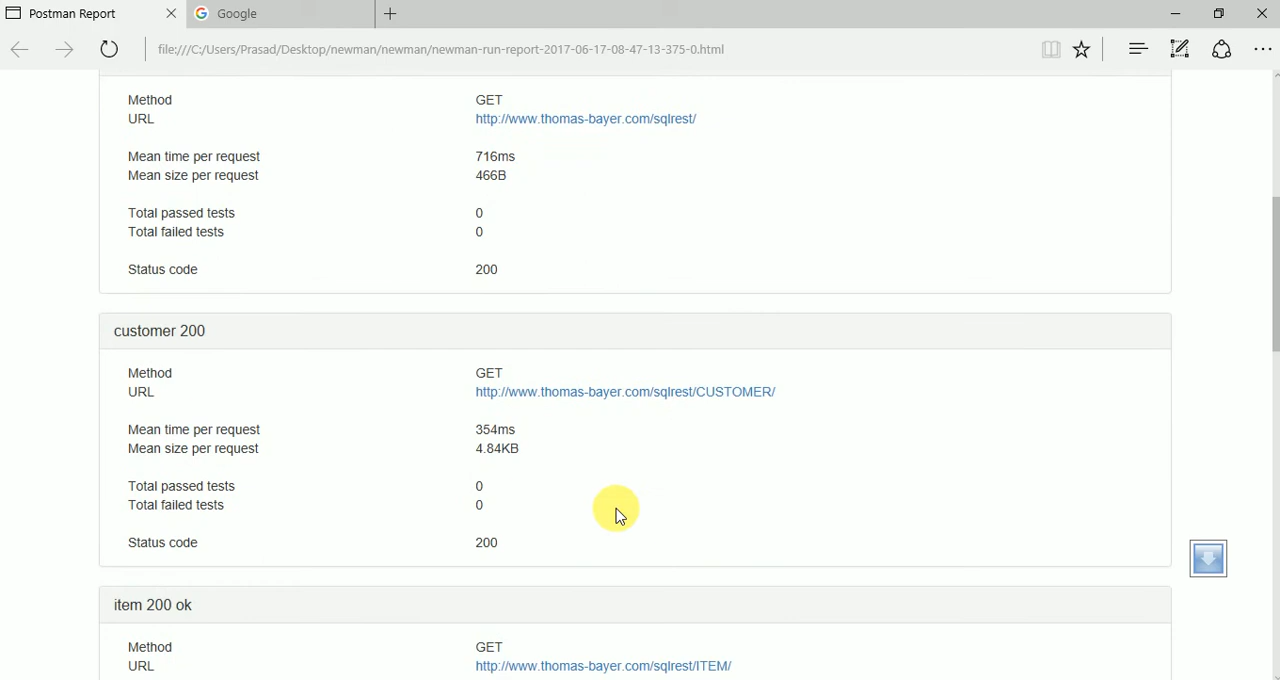 Postman Report
Google
file:///C:/Users/Prasad/Desktop/newman/newman/newman-run-report-2017-06-17-08-47-13-375-0.html
Method GET
URL http://www.thomas-bayer.com/sqlrest/
Mean time per request 716ms
Mean size per request 466B
Total passed tests 0
Total failed tests 0
Status code 200
customer 200
Method GET
URL http://www.thomas-bayer.com/sqlrest/CUSTOMER/
Mean time per request 354ms
Mean size per request 4.84KB
Total passed tests 0
Total failed tests 0
Status code 200
item 200 ok
Method GET
URL http://www.thomas-bayer.com/sqlrest/ITEM/